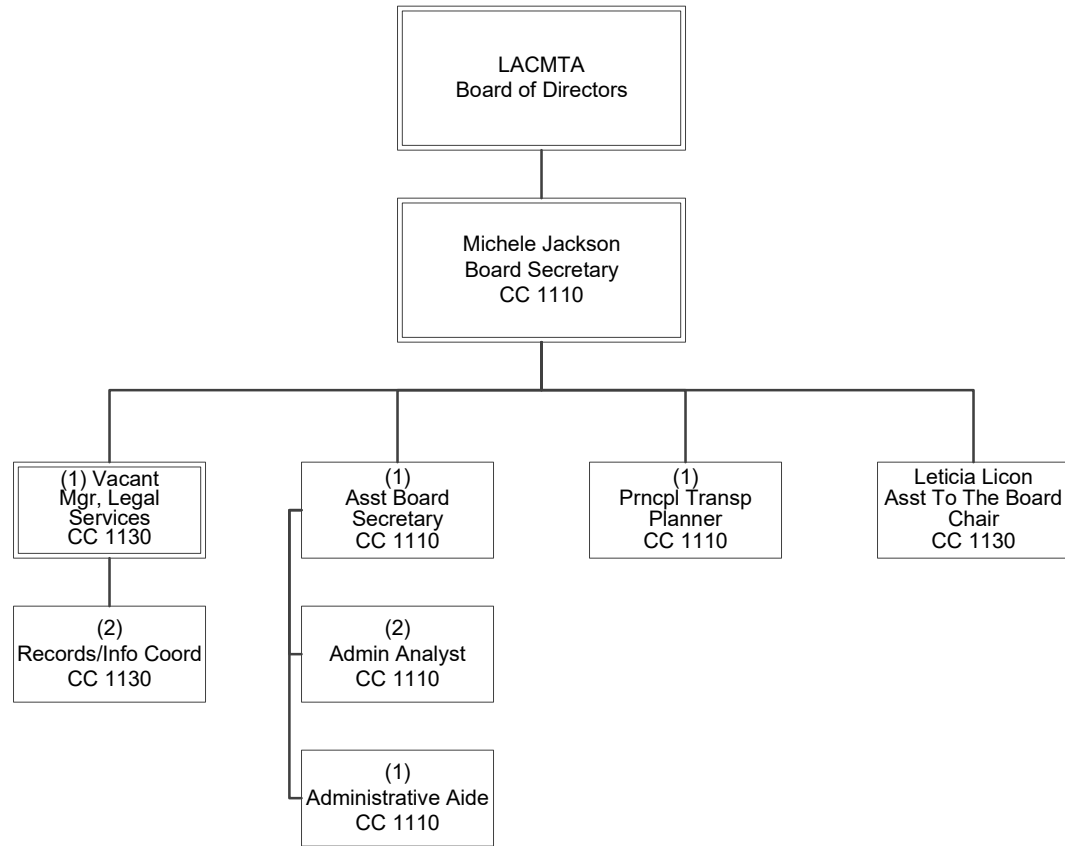 LACMTA
Board of Directors
Michele Jackson
Board Secretary
CC 1110
(1) Vacant
Mgr, Legal
Services
CC 1130
(1)
Asst Board
Secretary
CC 1110
(1)
Prncpl Transp
Planner
CC 1110
Leticia Licon
Asst To The Board
Chair
CC 1130
(2)
Records/Info Coord
CC 1130
(2)
Admin Analyst
CC 1110
(1)
Administrative Aide
CC 1110